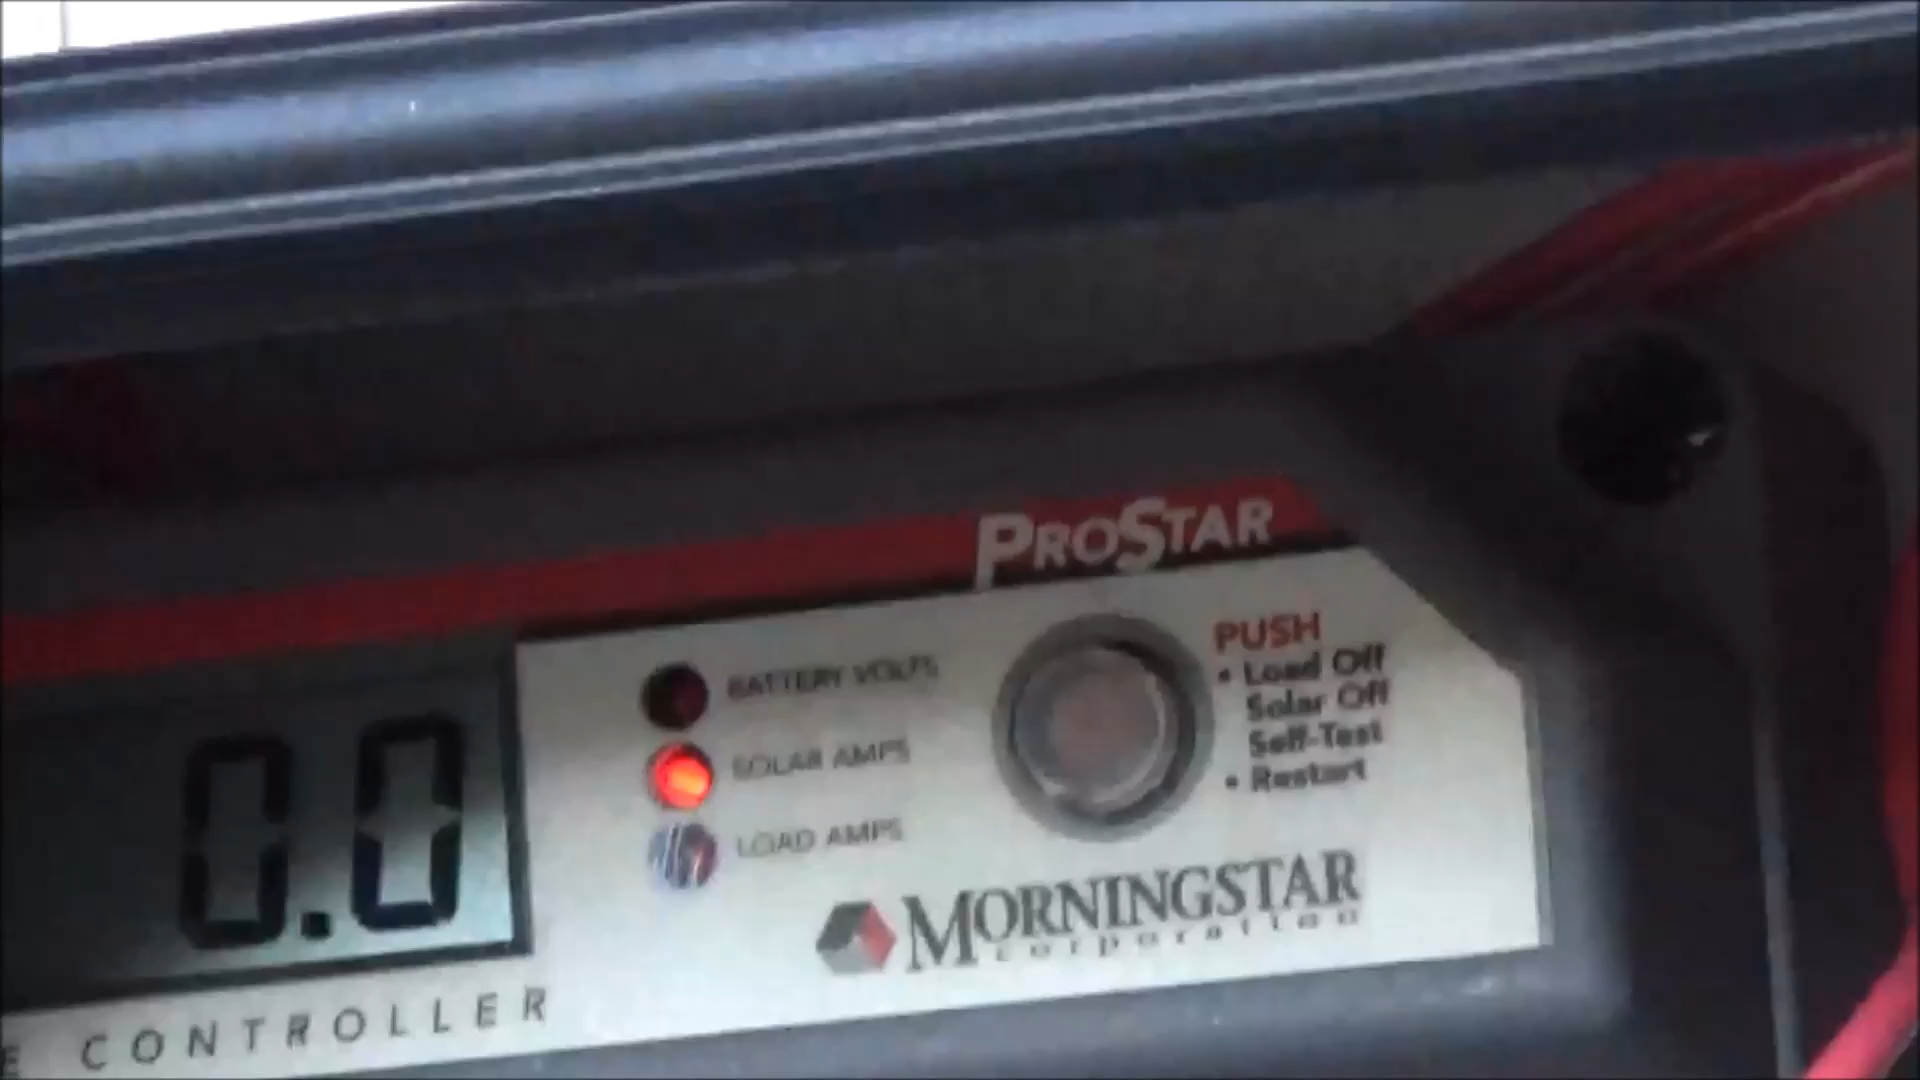 PROSTAR
0.0
BATTERY VOLTS
SOLAR AMPS
LOAD AMPS
PUSH
• Load Off
Solar Off
Self-Test
• Restart
MORNINGSTAR
corporation
E CONTROLLER